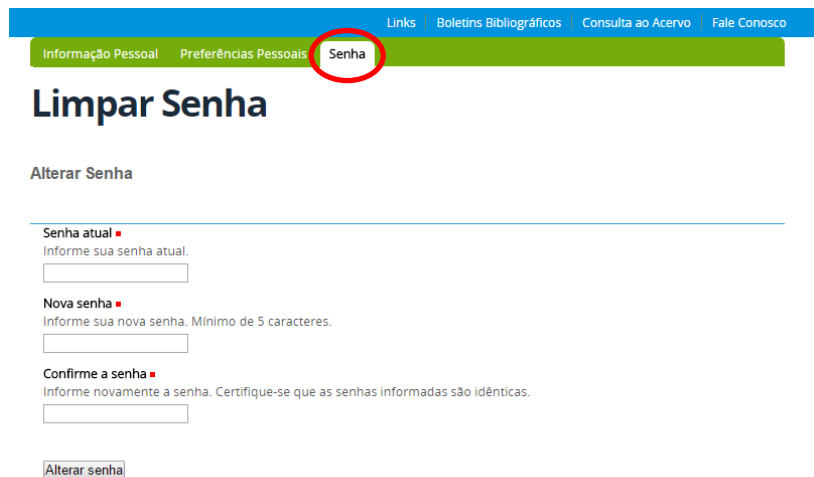 Links Boletins Bibliográficos Consulta ao Acervo Fale Conosco
Informação Pessoal Preferências Pessoais Senha
Limpar Senha
Alterar Senha
Senha atual
Informe sua senha atual.
Nova senha
Informe sua nova senha. Mínimo de 5 caracteres.
Confirme a senha
Informe novamente a senha. Certifique-se que as senhas informadas são idênticas.
Alterar senha